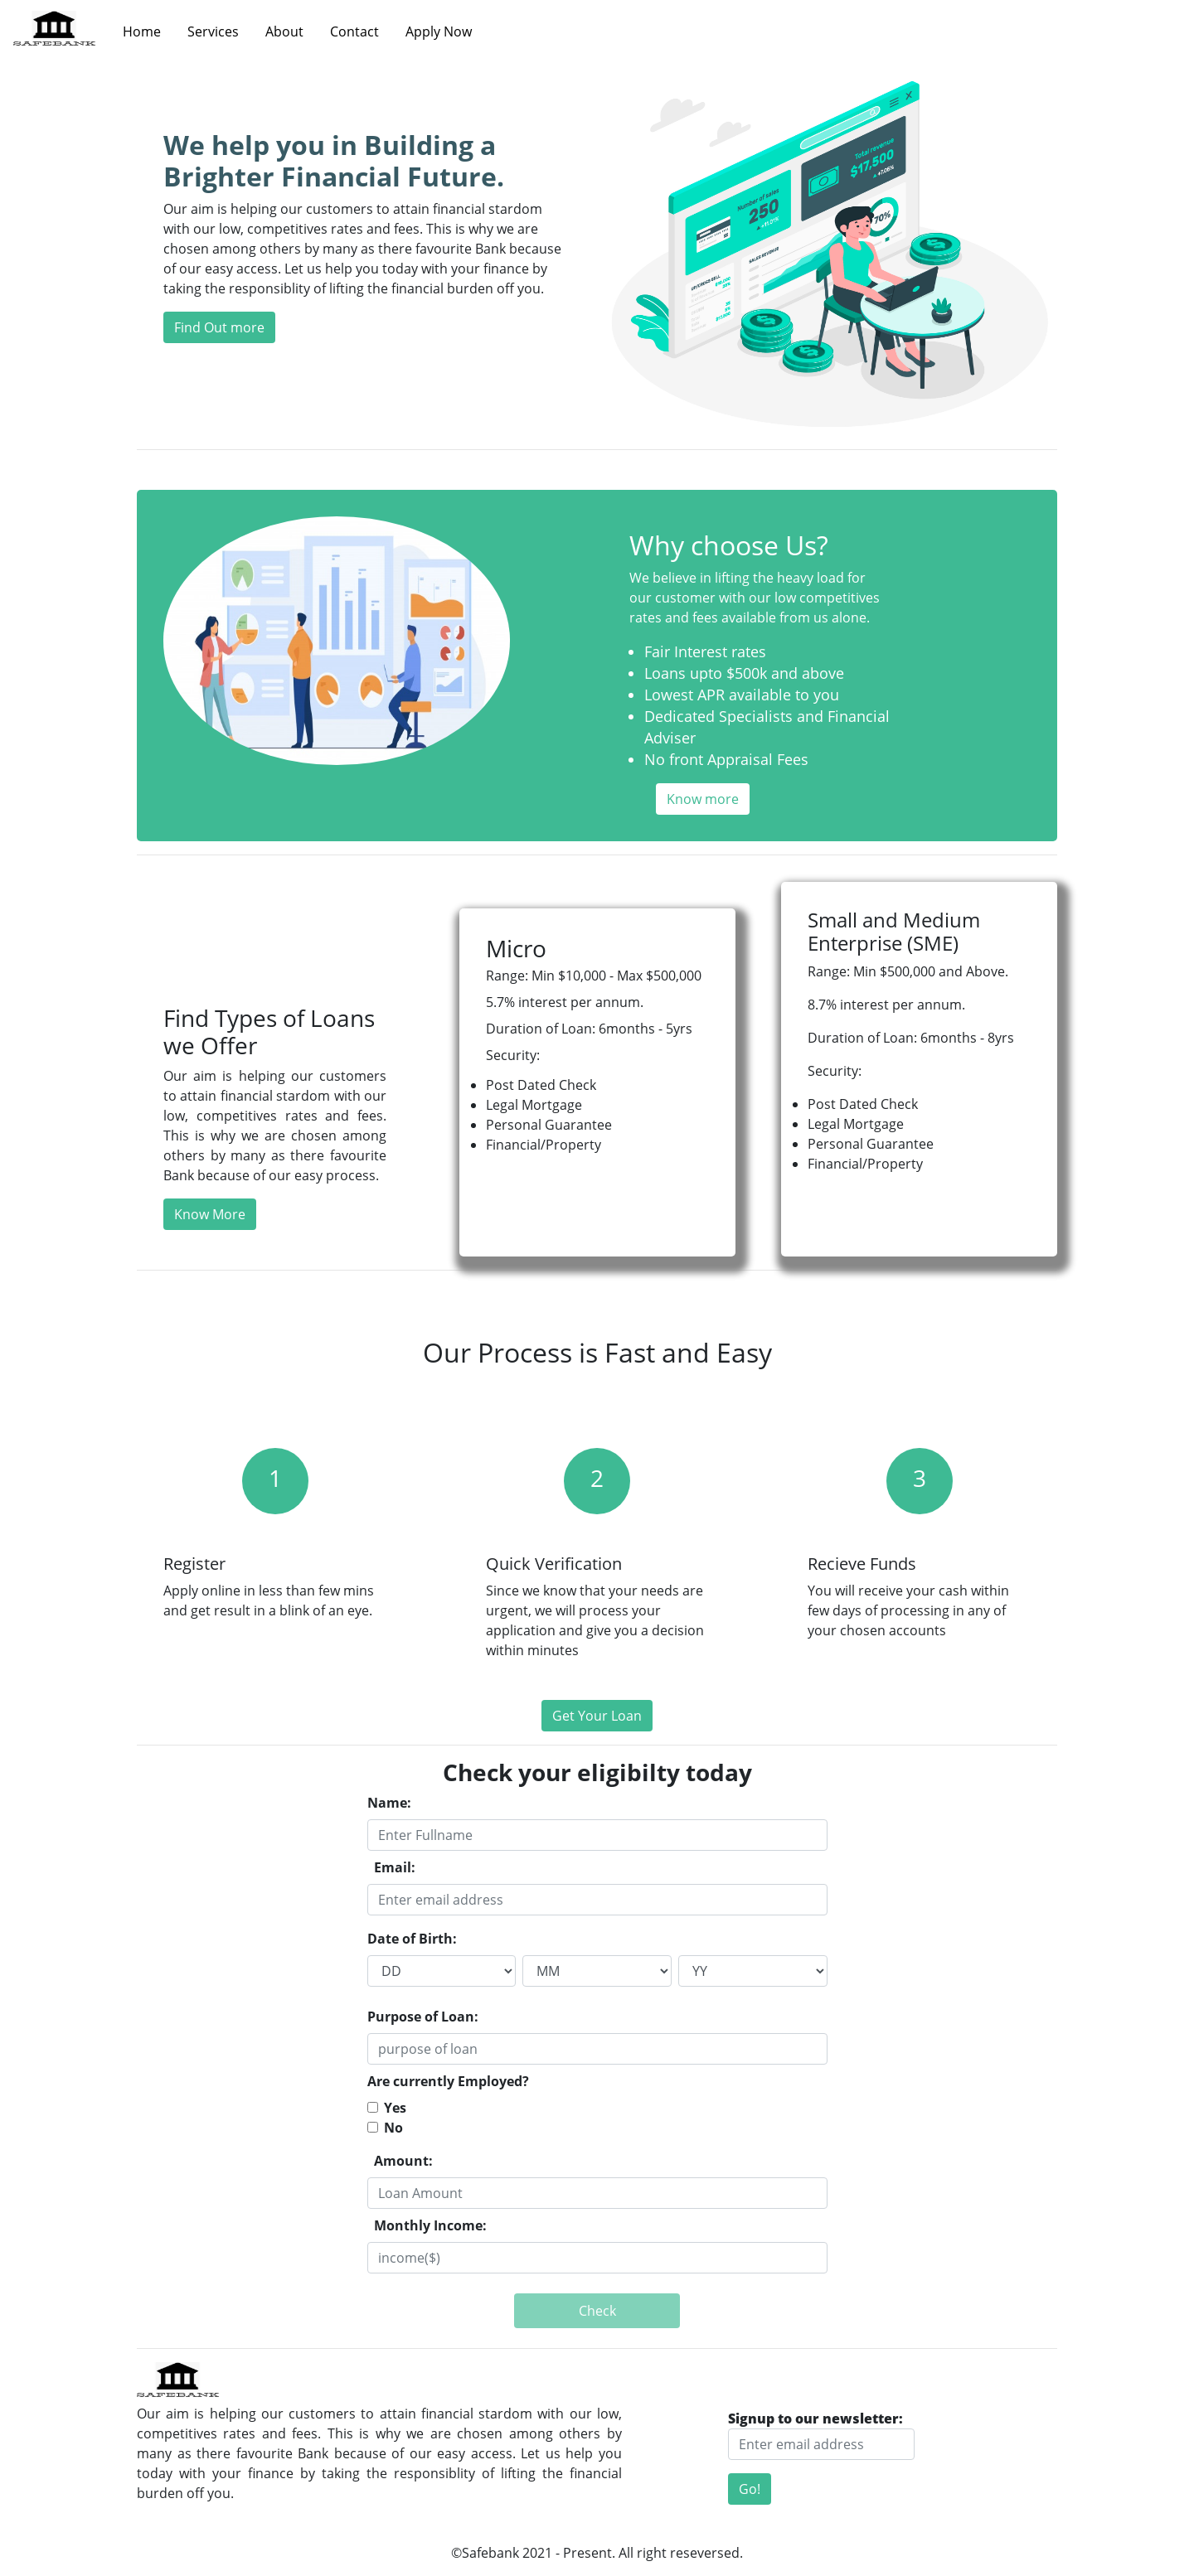 SAFEBANK
Home Services About Contact Apply Now
We help you in Building a
Brighter Financial Future.
Our aim is helping our customers to attain financial stardom
with our low, competitives rates and fees. This is why we are
chosen among others by many as there favourite Bank because
of our easy access. Let us help you today with your finance by
taking the responsiblity of lifting the financial burden off you.
Find Out more
Total revenue
$17,500
Number of sales
250
70%
SALES REVENUE
Why choose Us?
We believe in lifting the heavy load for
our customer with our low competitives
rates and fees available from us alone.
Fair Interest rates
Loans upto $500k and above
Lowest APR available to you
Dedicated Specialists and Financial
Adviser
No front Appraisal Fees
Know more
Find Types of Loans
we Offer
Our aim is helping our customers
to attain financial stardom with our
low, competitives rates and fees.
This is why we are chosen among
others by many as there favourite
Bank because of our easy process.
Know More
Micro
Range: Min $10,000 - Max $500,000
5.7% interest per annum.
Duration of Loan: 6months - 5yrs
Security:
Post Dated Check
Legal Mortgage
Personal Guarantee
Financial/Property
Small and Medium
Enterprise (SME)
Range: Min $500,000 and Above.
8.7% interest per annum.
Duration of Loan: 6months - 8yrs
Security:
Post Dated Check
Legal Mortgage
Personal Guarantee
Financial/Property
Our Process is Fast and Easy
1
Register
Apply online in less than few mins
and get result in a blink of an eye.
2
Quick Verification
Since we know that your needs are
urgent, we will process your
application and give you a decision
within minutes
3
Recieve Funds
You will receive your cash within
few days of processing in any of
your chosen accounts
Get Your Loan
Check your eligibilty today
Name:
Enter Fullname
Email:
Enter email address
Date of Birth:
DD MM YY
Purpose of Loan:
purpose of loan
Are currently Employed?
Yes
No
Amount:
Loan Amount
Monthly Income:
income($)
Check
SAFEBANK
Our aim is helping our customers to attain financial stardom with our low,
competitives rates and fees. This is why we are chosen among others by
many as there favourite Bank because of our easy access. Let us help you
today with your finance by taking the responsiblity of lifting the financial
burden off you.
Signup to our newsletter:
Enter email address
Go!
©Safebank 2021 - Present. All right reseversed.